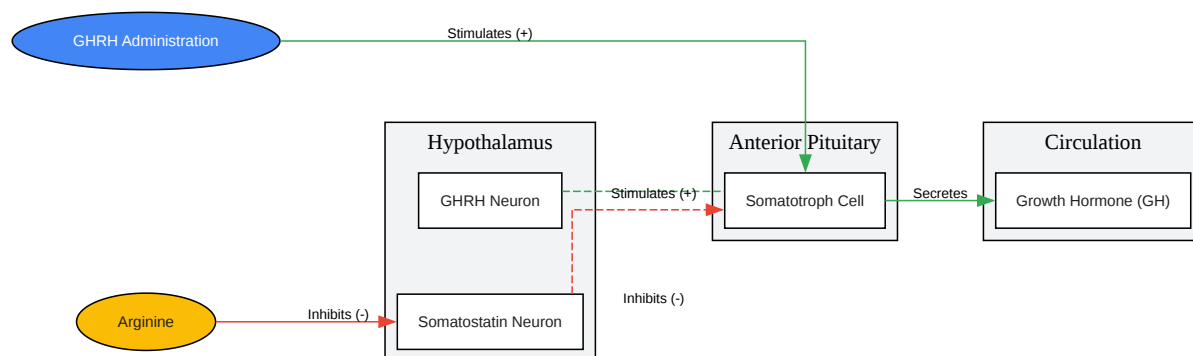 GHRH Administration
Stimulates (+)
Hypothalamus
Anterior Pituitary
Circulation
GHRH Neuron
Stimulates (+)
Somatotroph Cell
Secretes
Growth Hormone (GH)
Inhibits (-)
Arginine
Inhibits (-)
Somatostatin Neuron